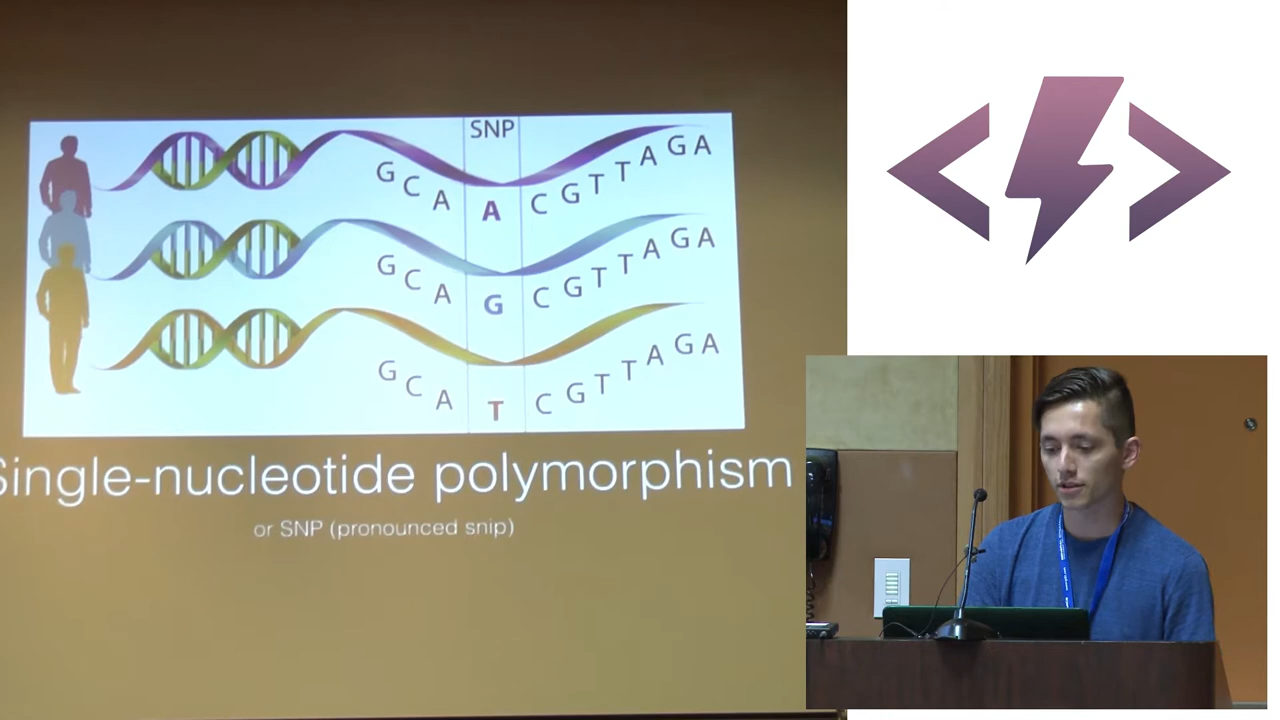 SNP
G C A A C G T T A G A
G C A G C G T T A G A
G C A T C G T T A G A
Single-nucleotide polymorphism
or SNP (pronounced snip)